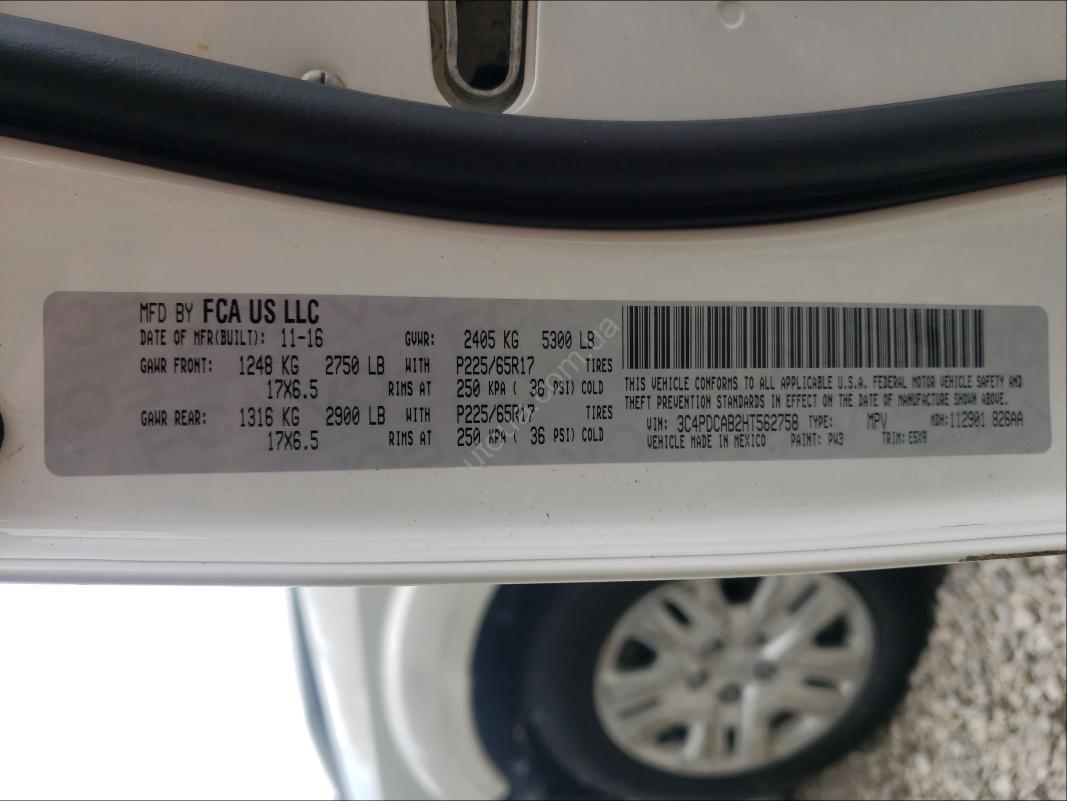 MFD BY FCA US LLC
DATE OF MFR(BUILT): 11-16 GVWR: 2405 KG 5300 LB
GAWR FRONT: 1248 KG 2750 LB WITH P225/65R17 TIRES
17X6.5 RIMS AT 250 KPA ( 36 PSI) COLD
GAWR REAR: 1316 KG 2900 LB WITH P225/65R17 TIRES
17X6.5 RIMS AT 250 KPA ( 36 PSI) COLD
THIS VEHICLE CONFORMS TO ALL APPLICABLE U.S.A. FEDERAL MOTOR VEHICLE SAFETY AND
THEFT PREVENTION STANDARDS IN EFFECT ON THE DATE OF MANUFACTURE SHOWN ABOVE.
VIN: 3C4PDCAB2HT562758 TYPE: MPV MDH: 112901 826AA
VEHICLE MADE IN MEXICO PAINT: PW3 TRIM: E5X9